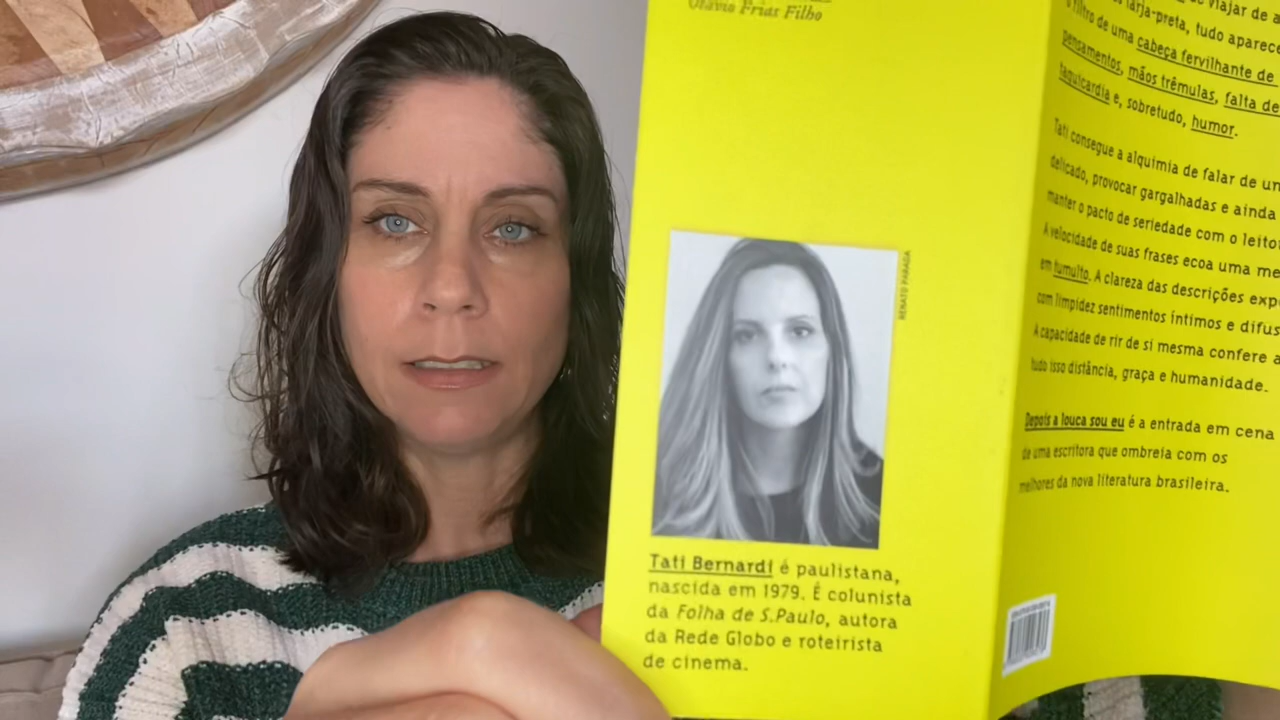 Otavio Frias Filho
RENATO PARADA
Tati Bernardi é paulistana,
nascida em 1979. É colunista
da Folha de S.Paulo, autora
da Rede Globo e roteirista
de cinema.
de viajar de a
tarja-preta, tudo aparece
filtro de uma cabeça fervilhante de
pensamentos, mãos trêmulas, falta de
taquicardia e, sobretudo, humor.
Tati consegue a alquimia de falar de un
delicado, provocar gargalhadas e ainda
manter o pacto de seriedade com o leito
A velocidade de suas frases ecoa uma me
em tumulto. A clareza das descrições exp
com limpidez sentimentos íntimos e difus
A capacidade de rir de si mesma confere a
tudo isso distância, graça e humanidade.
Depois a louca sou eu é a entrada em cena
de uma escritora que ombreia com os
melhores da nova literatura brasileira.